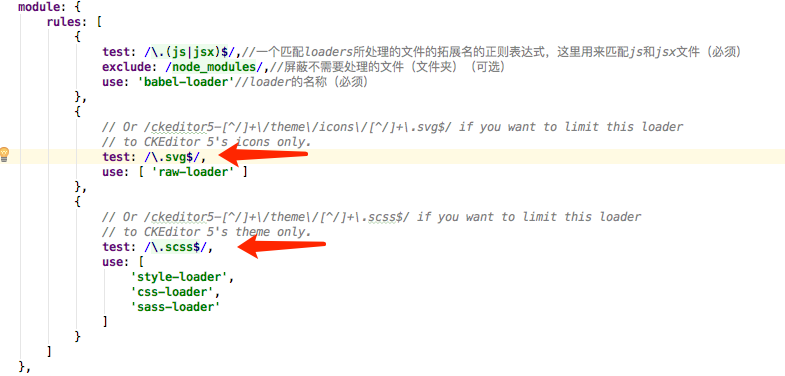 module: {
rules: [
{
test: /\.(js|jsx)$/,//一个匹配loaders所处理的文件的拓展名的正则表达式，这里用来匹配js和jsx文件（必须）
exclude: /node_modules/,//屏蔽不需要处理的文件（文件夹）（可选）
use: 'babel-loader'//loader的名称（必须）
},
{
// Or /ckeditor5-[^/]+\/theme\/icons\/[^/]+\.svg$/ if you want to limit this loader
// to CKEditor 5's icons only.
test: /\.svg$/,
use: [ 'raw-loader' ]
},
{
// Or /ckeditor5-[^/]+\/theme\/[^/]+\.scss$/ if you want to limit this loader
// to CKEditor 5's theme only.
test: /\.scss$/,
use: [
'style-loader',
'css-loader',
'sass-loader'
]
}
]
},